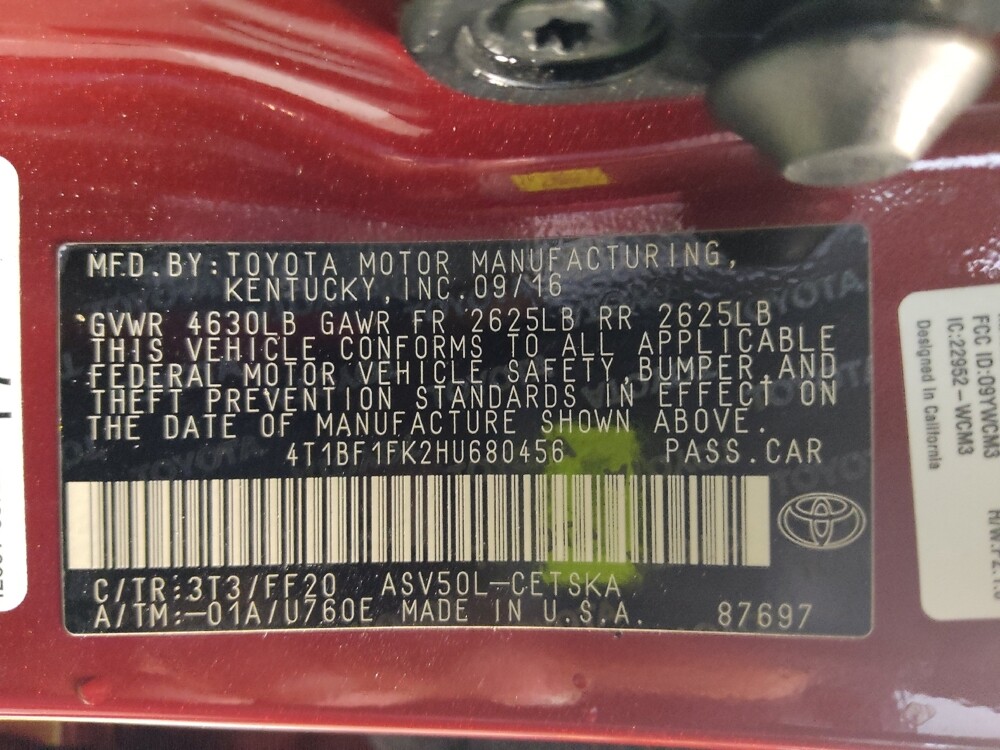 MFD.BY:TOYOTA MOTOR MANUFACTURING,
KENTUCKY,INC.09/16
GVWR 4630LB GAWR FR 2625LB RR 2625LB
THIS VEHICLE CONFORMS TO ALL APPLICABLE
FEDERAL MOTOR VEHICLE SAFETY,BUMPER,AND
THEFT PREVENTION STANDARDS IN EFFECT ON
THE DATE OF MANUFACTURE SHOWN ABOVE.
4T1BF1FK2HU680456 PASS.CAR
C/TR:3T3/FF20 ASV50L-CETSKA
A/TM:-01A/U760E MADE IN U.S.A. 87697
FCC ID:09YWCM3
IC:22952-WCM3
Designed in California